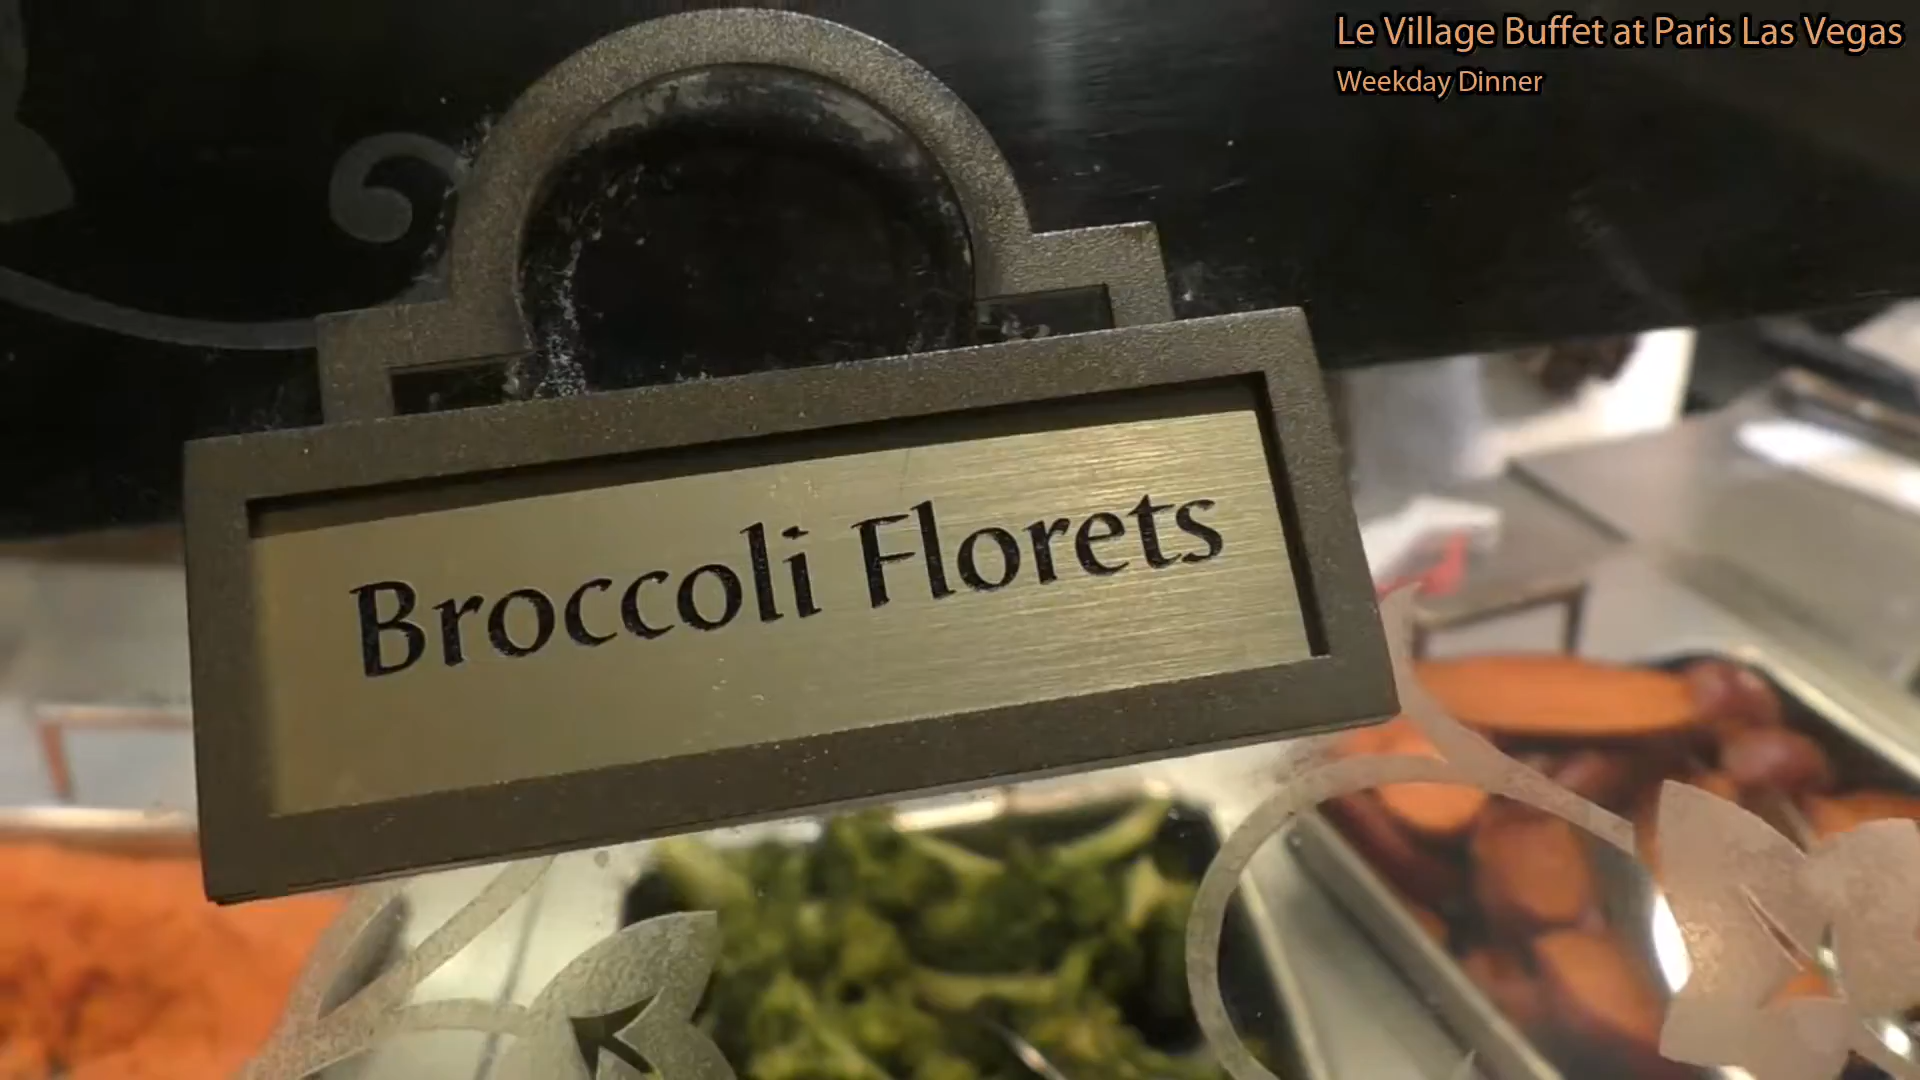 Le Village Buffet at Paris Las Vegas
Weekday Dinner
Broccoli Florets